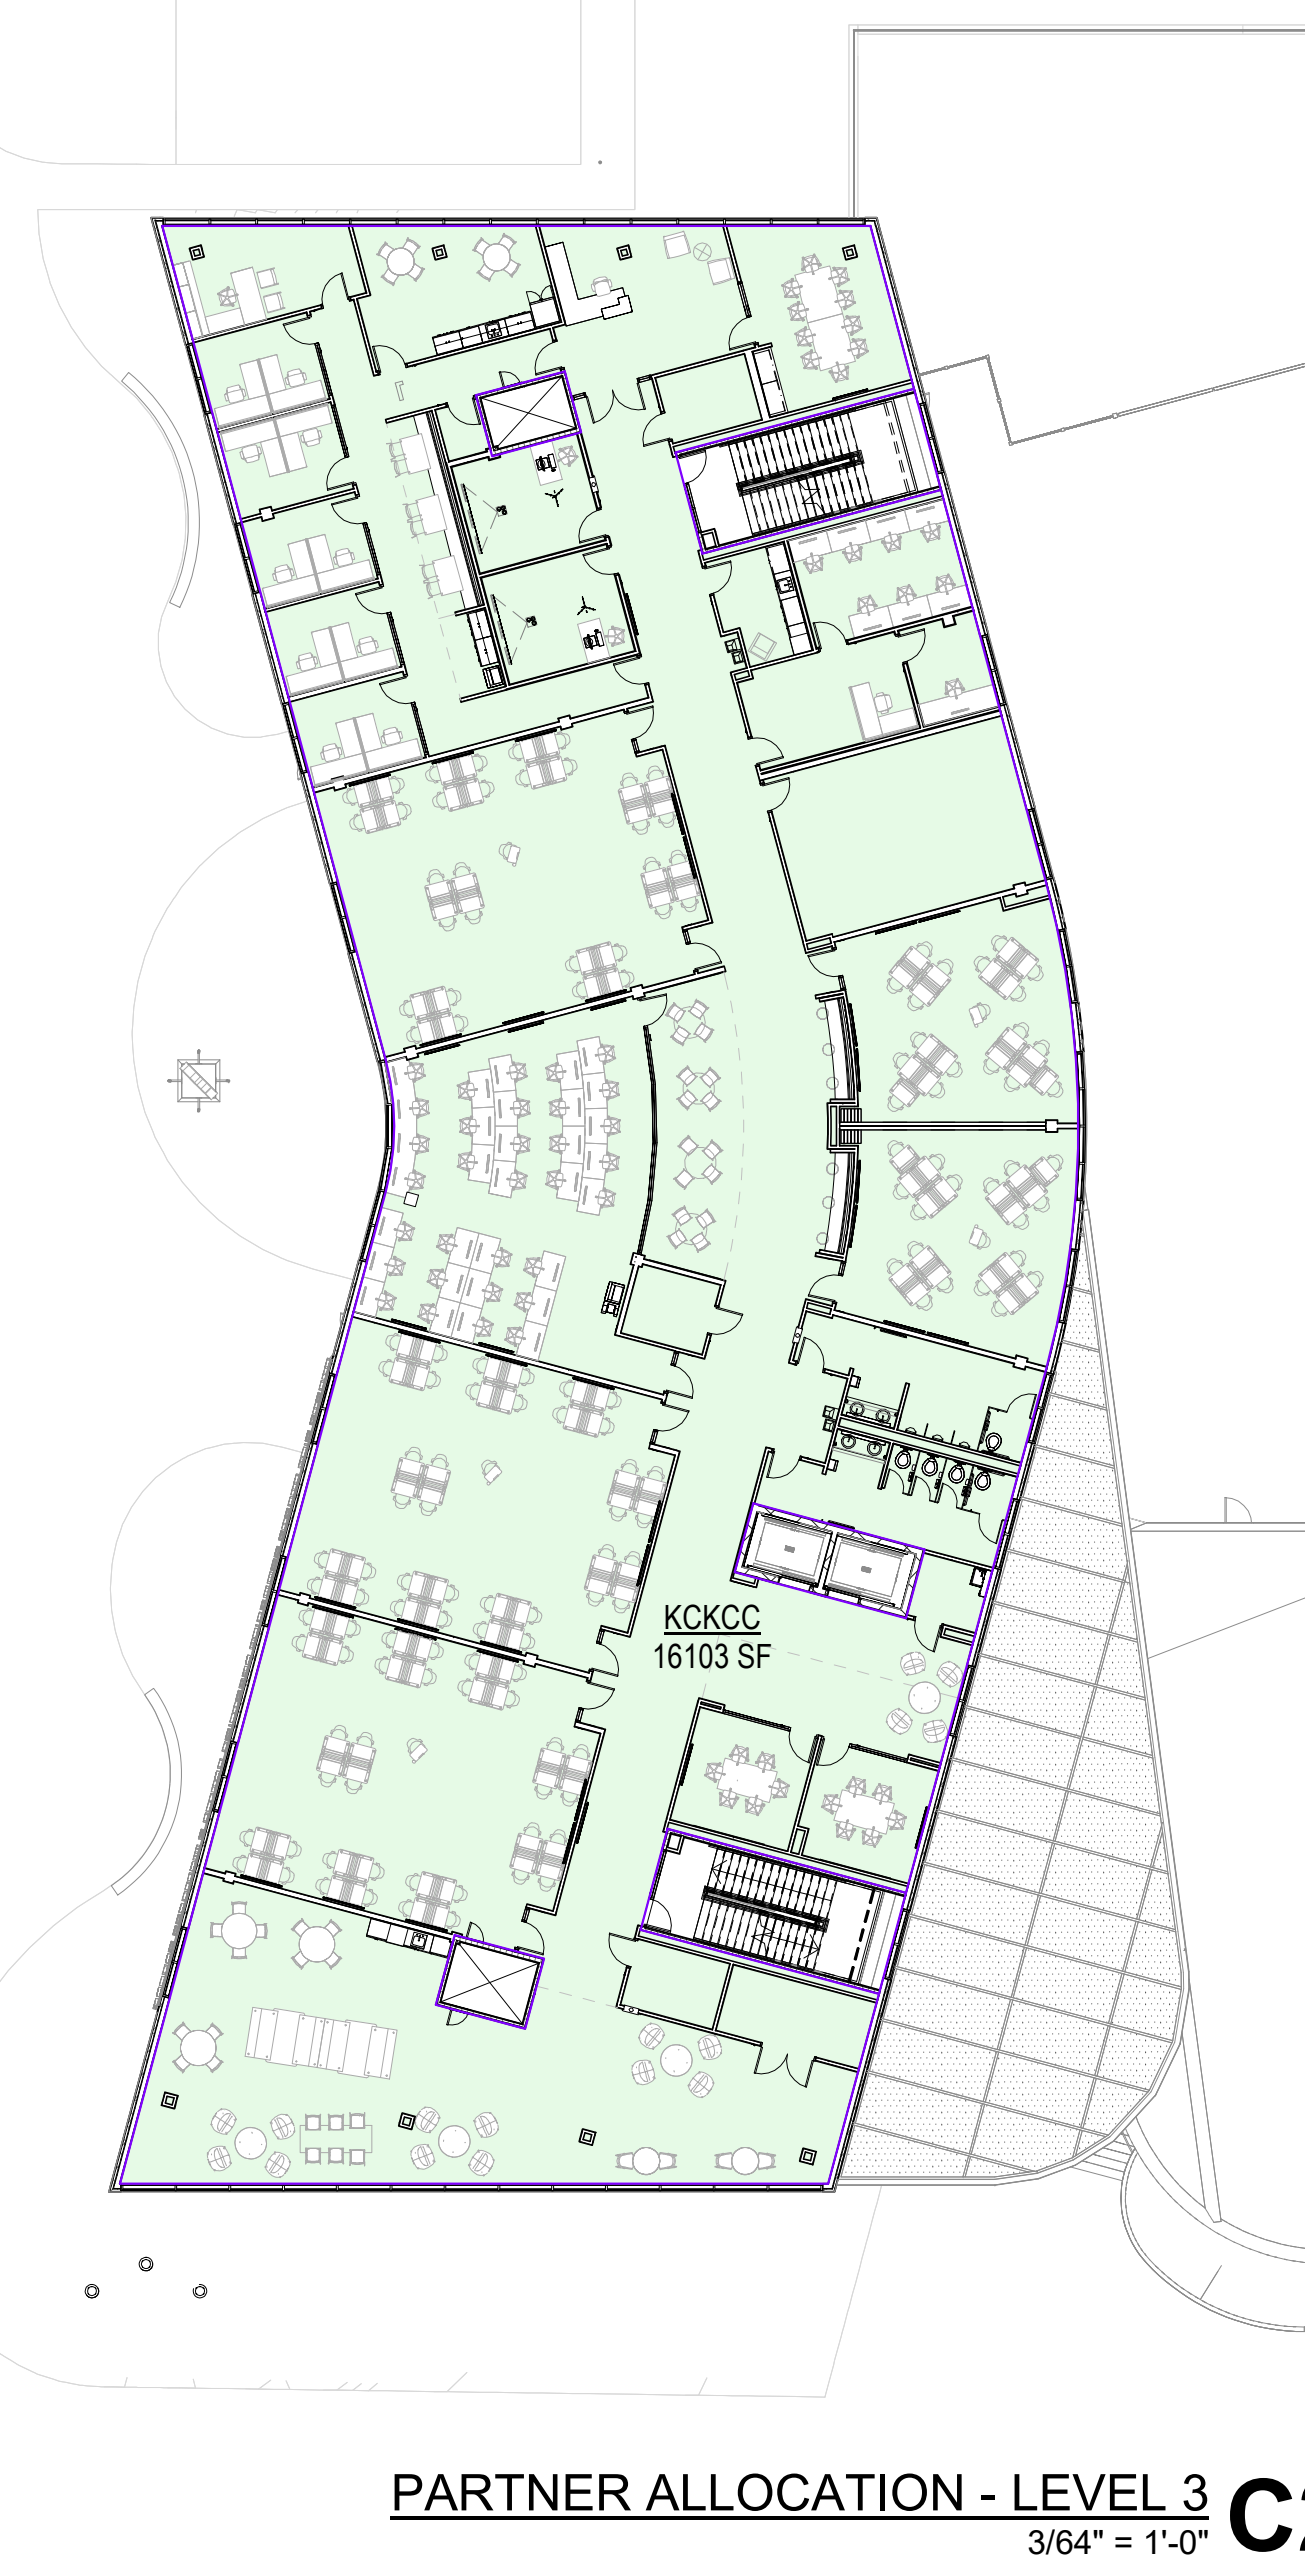 KCKCC
16103 SF
PARTNER ALLOCATION - LEVEL 3
3/64" = 1'-0"